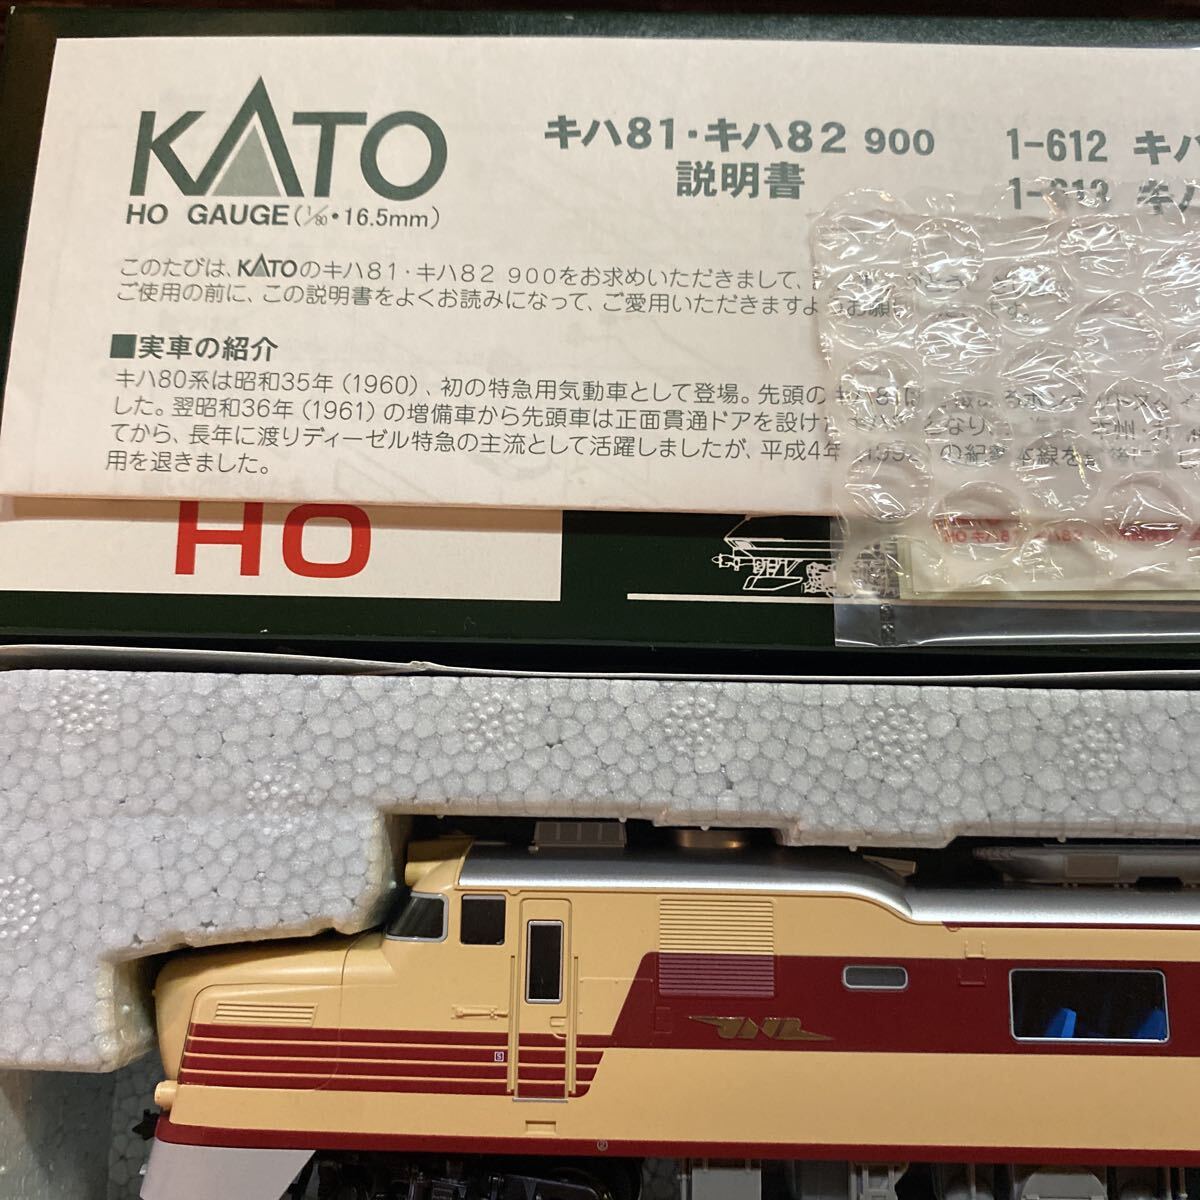 KATO
HO GAUGE(1/80・16.5mm)
キハ81・キハ82 900
説明書
1-612 キハ
1-613 キハ
このたびは、KATOのキハ81・キハ82 900をお求めいただきまして、
ご使用の前に、この説明書をよくお読みになって、ご愛用いただきますようお願い
■実車の紹介
キハ80系は昭和35年（1960）、初の特急用気動車として登場。先頭の
した。翌昭和36年（1961）の増備車から先頭車は正面貫通ドアを設け
てから、長年に渡りディーゼル特急の主流として活躍しましたが、平成4年
用を退きました。
HO
JNR
S